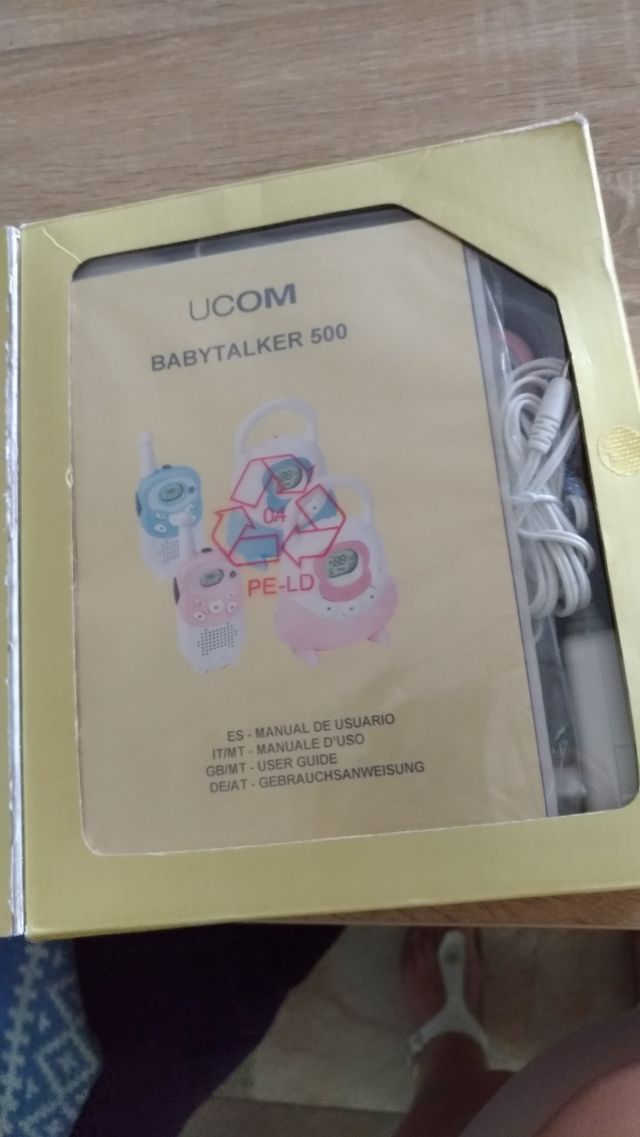 UCOM
BABYTALKER 500
04
PE-LD
ES - MANUAL DE USUARIO
IT/MT - MANUALE D'USO
GB/MT - USER GUIDE
DE/AT - GEBRAUCHSANWEISUNG